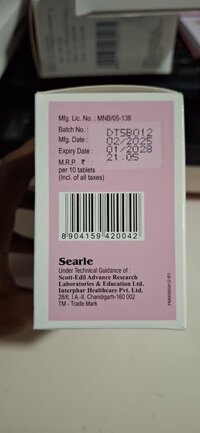 Mfg. Lic. No. : MNB/05-138
Batch No. : DT5B012
Mfg. Date : 02/2025
Expiry Date : 01/2028
M.R.P. ₹ : 21.05
per 10 tablets
(Incl. of all taxes)
8904159420042
Searle
Under Technical Guidance of :
Scott-Edil Advance Research
Laboratories & Education Ltd.
Interphar Healthcare Pvt. Ltd.
28/6, I.A.-II, Chandigarh-160 002
TM - Trade Mark